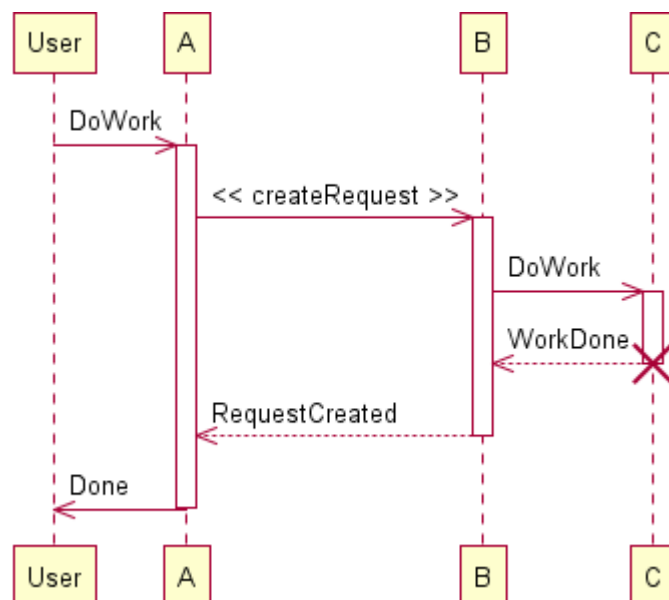 User A B C
DoWork
<< createRequest >>
DoWork
WorkDone
RequestCreated
Done
User A B C